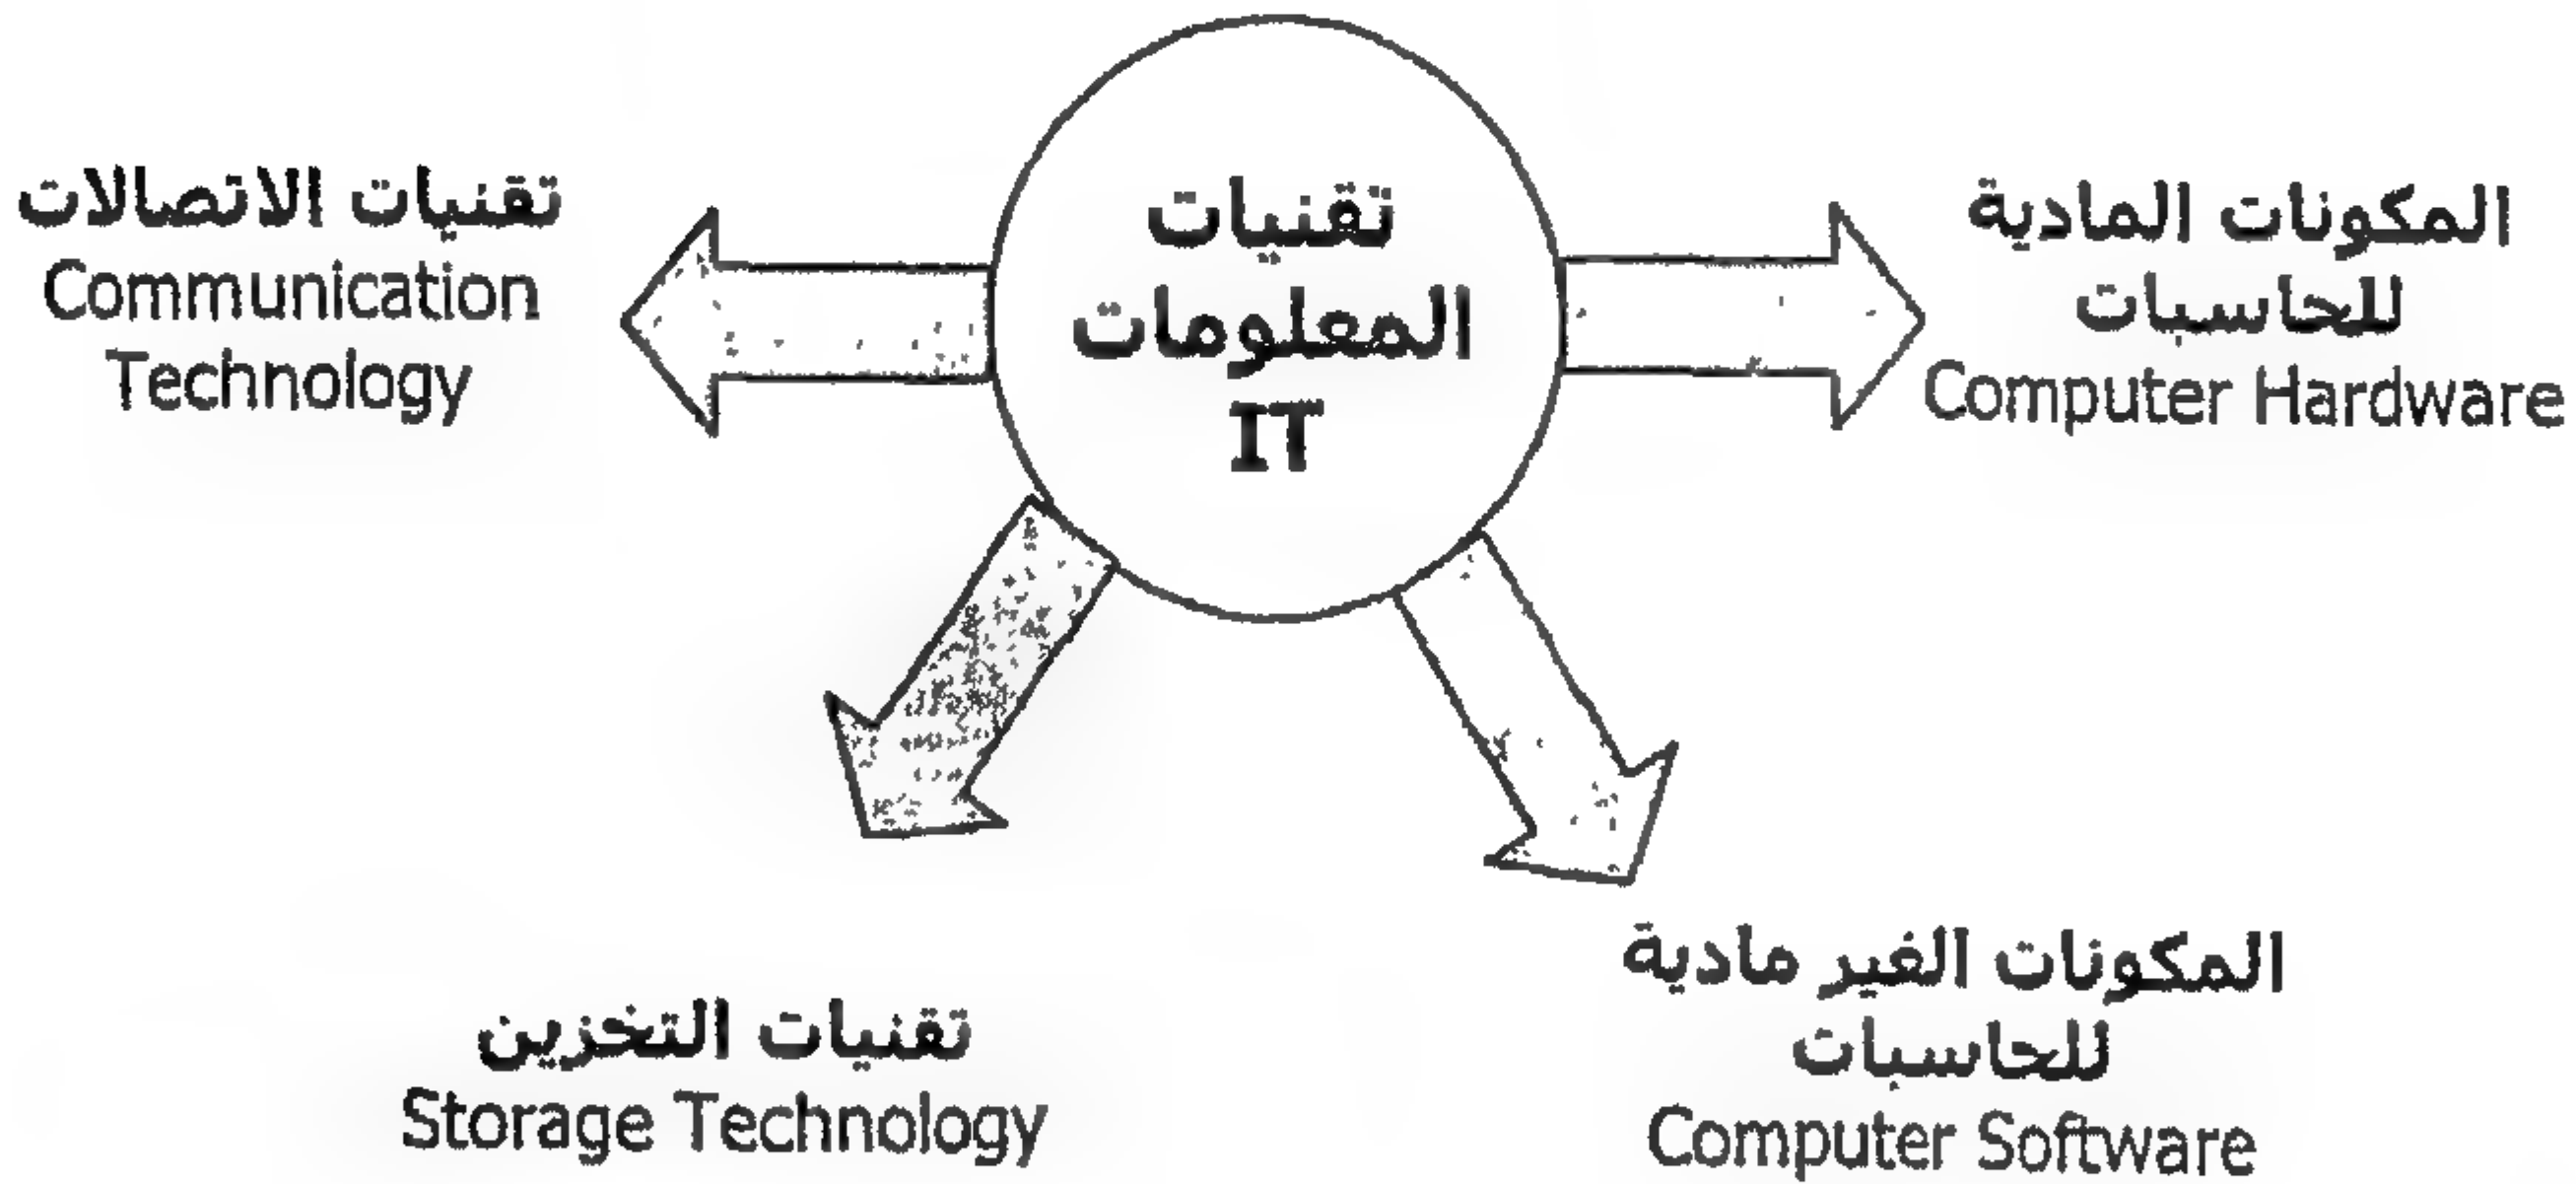 تقنيات
المعلومات
IT
المكونات المادية
للحاسبات
Computer Hardware
تقنيات الاتصالات
Communication
Technology
المكونات الغير مادية
للحاسبات
Computer Software
تقنيات التخزين
Storage Technology